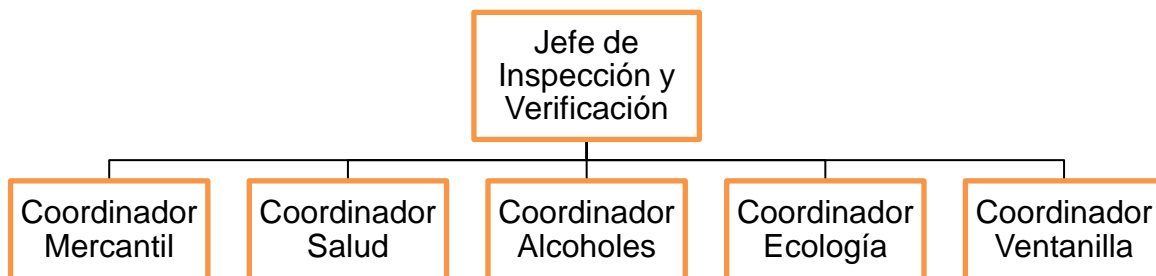 Jefe de
Inspección y
Verificación
Coordinador
Mercantil
Coordinador
Salud
Coordinador
Alcoholes
Coordinador
Ecología
Coordinador
Ventanilla